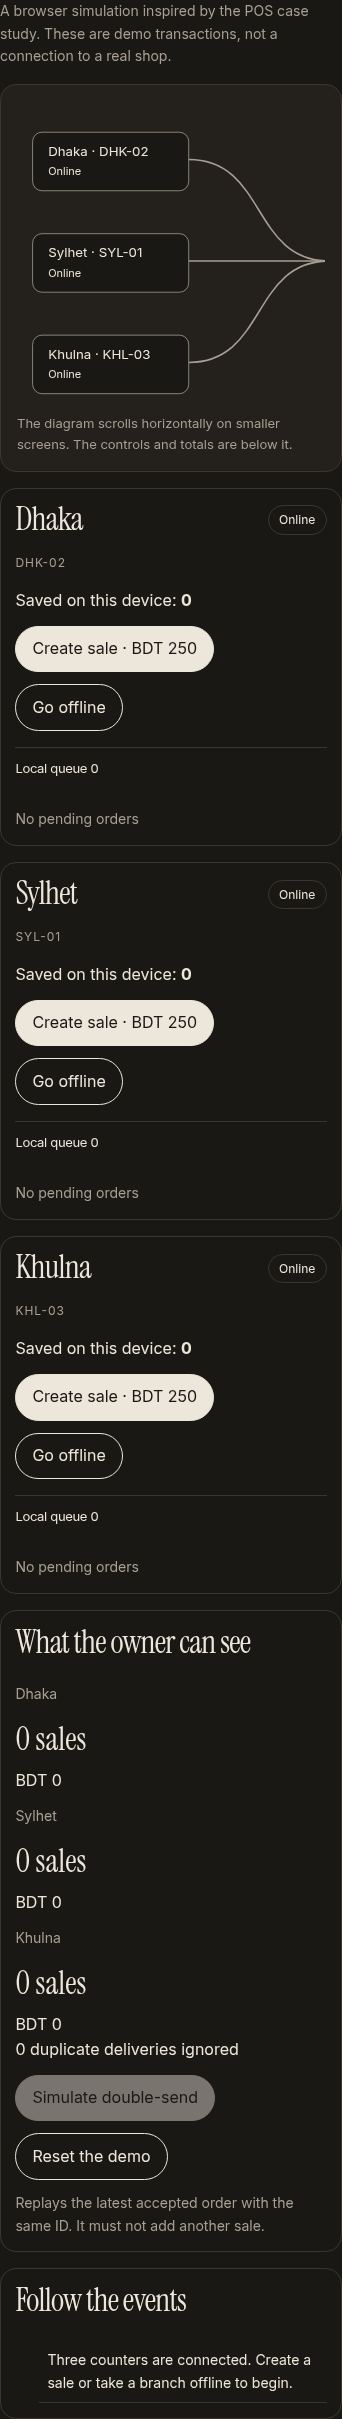 A browser simulation inspired by the POS case
study. These are demo transactions, not a
connection to a real shop.
Dhaka · DHK-02
Online
Sylhet · SYL-01
Online
Khulna · KHL-03
Online
The diagram scrolls horizontally on smaller
screens. The controls and totals are below it.
Dhaka
Online
DHK-02
Saved on this device: 0
Create sale · BDT 250
Go offline
Local queue 0
No pending orders
Sylhet
Online
SYL-01
Saved on this device: 0
Create sale · BDT 250
Go offline
Local queue 0
No pending orders
Khulna
Online
KHL-03
Saved on this device: 0
Create sale · BDT 250
Go offline
Local queue 0
No pending orders
What the owner can see
Dhaka
0 sales
BDT 0
Sylhet
0 sales
BDT 0
Khulna
0 sales
BDT 0
0 duplicate deliveries ignored
Simulate double-send
Reset the demo
Replays the latest accepted order with the
same ID. It must not add another sale.
Follow the events
Three counters are connected. Create a
sale or take a branch offline to begin.